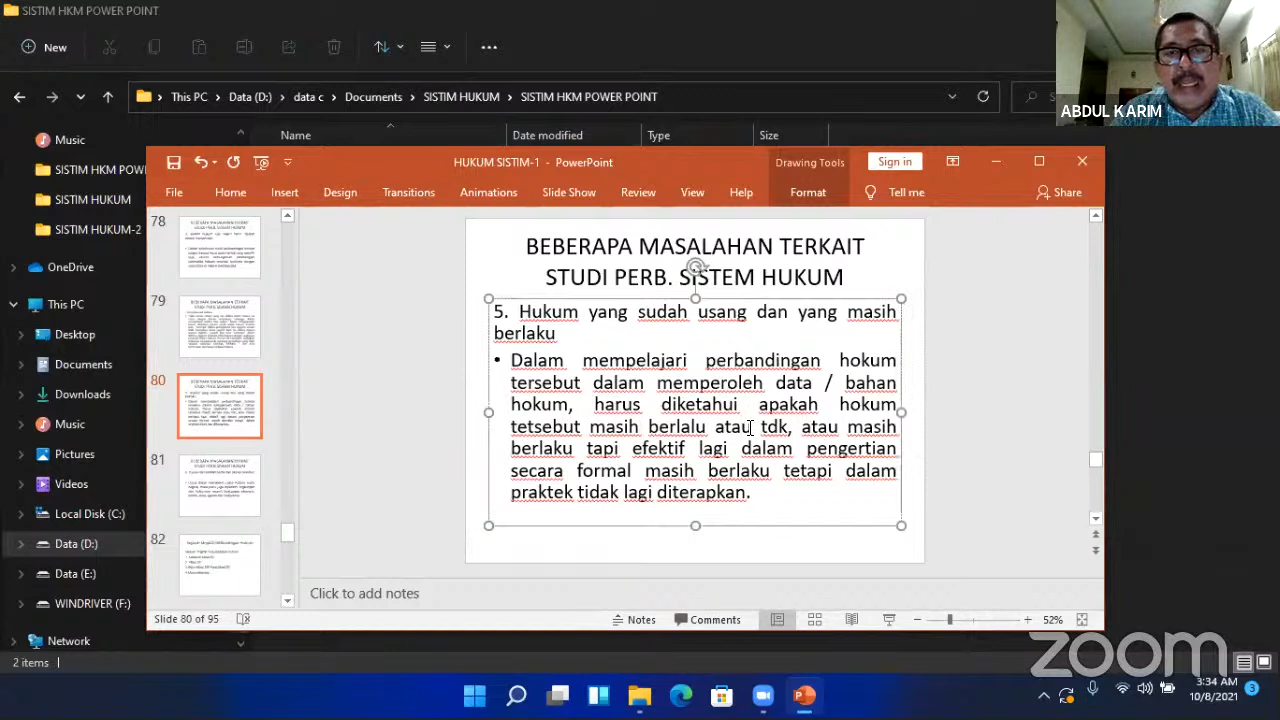 SISTIM HKM POWER POINT
New
This PC
Data (D:)
data c
Documents
SISTIM HUKUM
SISTIM HKM POWER POINT
ABDUL KARIM
Name
Date modified
Type
Size
Music
SISTIM HKM POW
SISTIM HUKUM
SISTIM HUKUM-2
OneDrive
This PC
Desktop
Documents
Downloads
Music
Pictures
Videos
Local Disk (C:)
Data (D:)
Data (E:)
WINDRIVER (F:)
Network
2 items
HUKUM SISTIM-1 - PowerPoint
Drawing Tools
Sign in
File
Home
Insert
Design
Transitions
Animations
Slide Show
Review
View
Help
Format
Tell me
Share
78
79
80
81
82
BEBERAPA MASALAHAN TERKAIT
STUDI PERB. SISTEM HUKUM
5. Hukum yang sudah usang dan yang masih
berlaku
• Dalam mempelajari perbandingan hokum
tersebut dalam memperoleh data / bahan
hokum, harus diketahui apakah hokum
tetsebut masih berlalu atau tdk, atau masih
berlaku tapi efektif lagi dalam pengertian
secara formal masih berlaku tetapi dalam
praktek tidak lagi diterapkan.
Click to add notes
Slide 80 of 95
Notes
Comments
52%
zoom
3:34 AM
10/8/2021
3